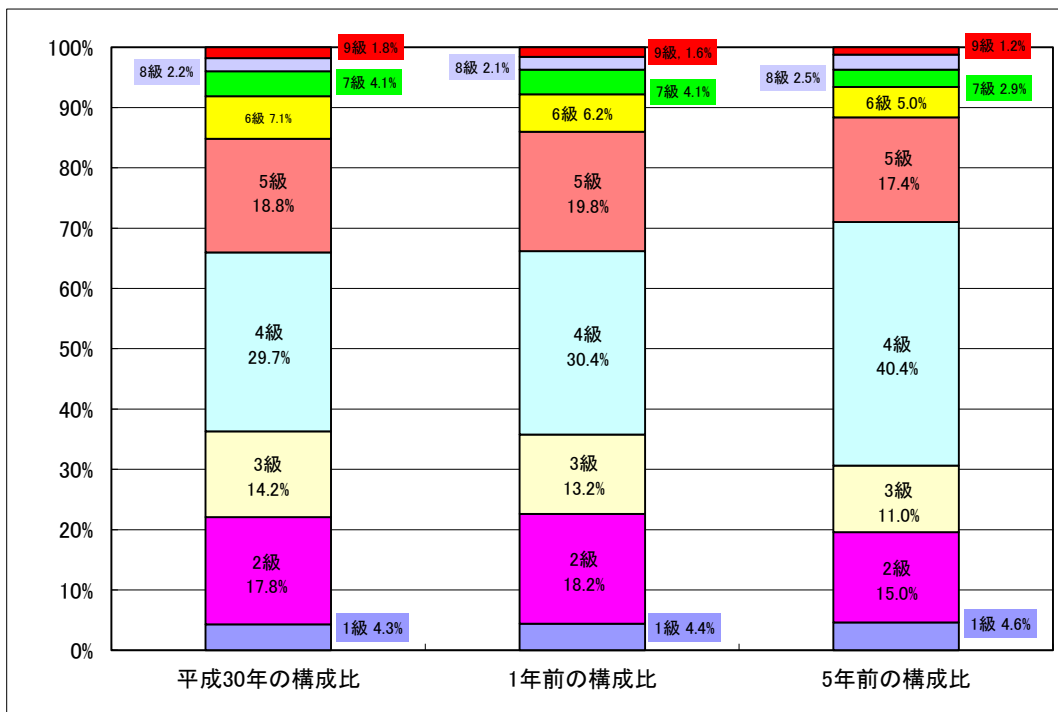 100%
90%
80%
70%
60%
50%
40%
30%
20%
10%
0%
9級 1.8%
8級 2.2%
7級 4.1%
6級 7.1%
5級
18.8%
4級
29.7%
3級
14.2%
2級
17.8%
1級 4.3%
平成30年の構成比
9級, 1.6%
8級 2.1%
7級 4.1%
6級 6.2%
5級
19.8%
4級
30.4%
3級
13.2%
2級
18.2%
1級 4.4%
1年前の構成比
9級 1.2%
8級 2.5%
7級 2.9%
6級 5.0%
5級
17.4%
4級
40.4%
3級
11.0%
2級
15.0%
1級 4.6%
5年前の構成比